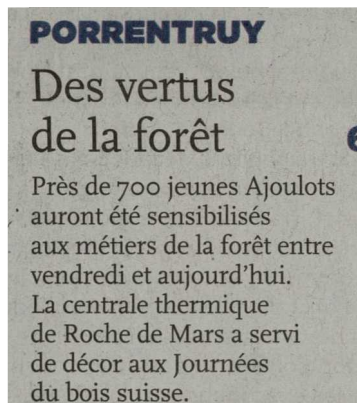 PORRENTRUY
Des vertus
de la forêt
Près de 700 jeunes Ajoulots
auront été sensibilisés
aux métiers de la forêt entre
vendredi et aujourd’hui.
La centrale thermique
de Roche de Mars a servi
de décor aux Journées
du bois suisse.